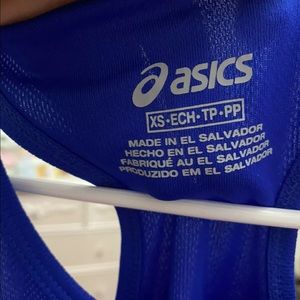 asics
XS·ECH·TP·PP
MADE IN EL SALVADOR
HECHO EN EL SALVADOR
FABRIQUÉ AU EL SALVADOR
PRODUZIDO EM EL SALVADOR